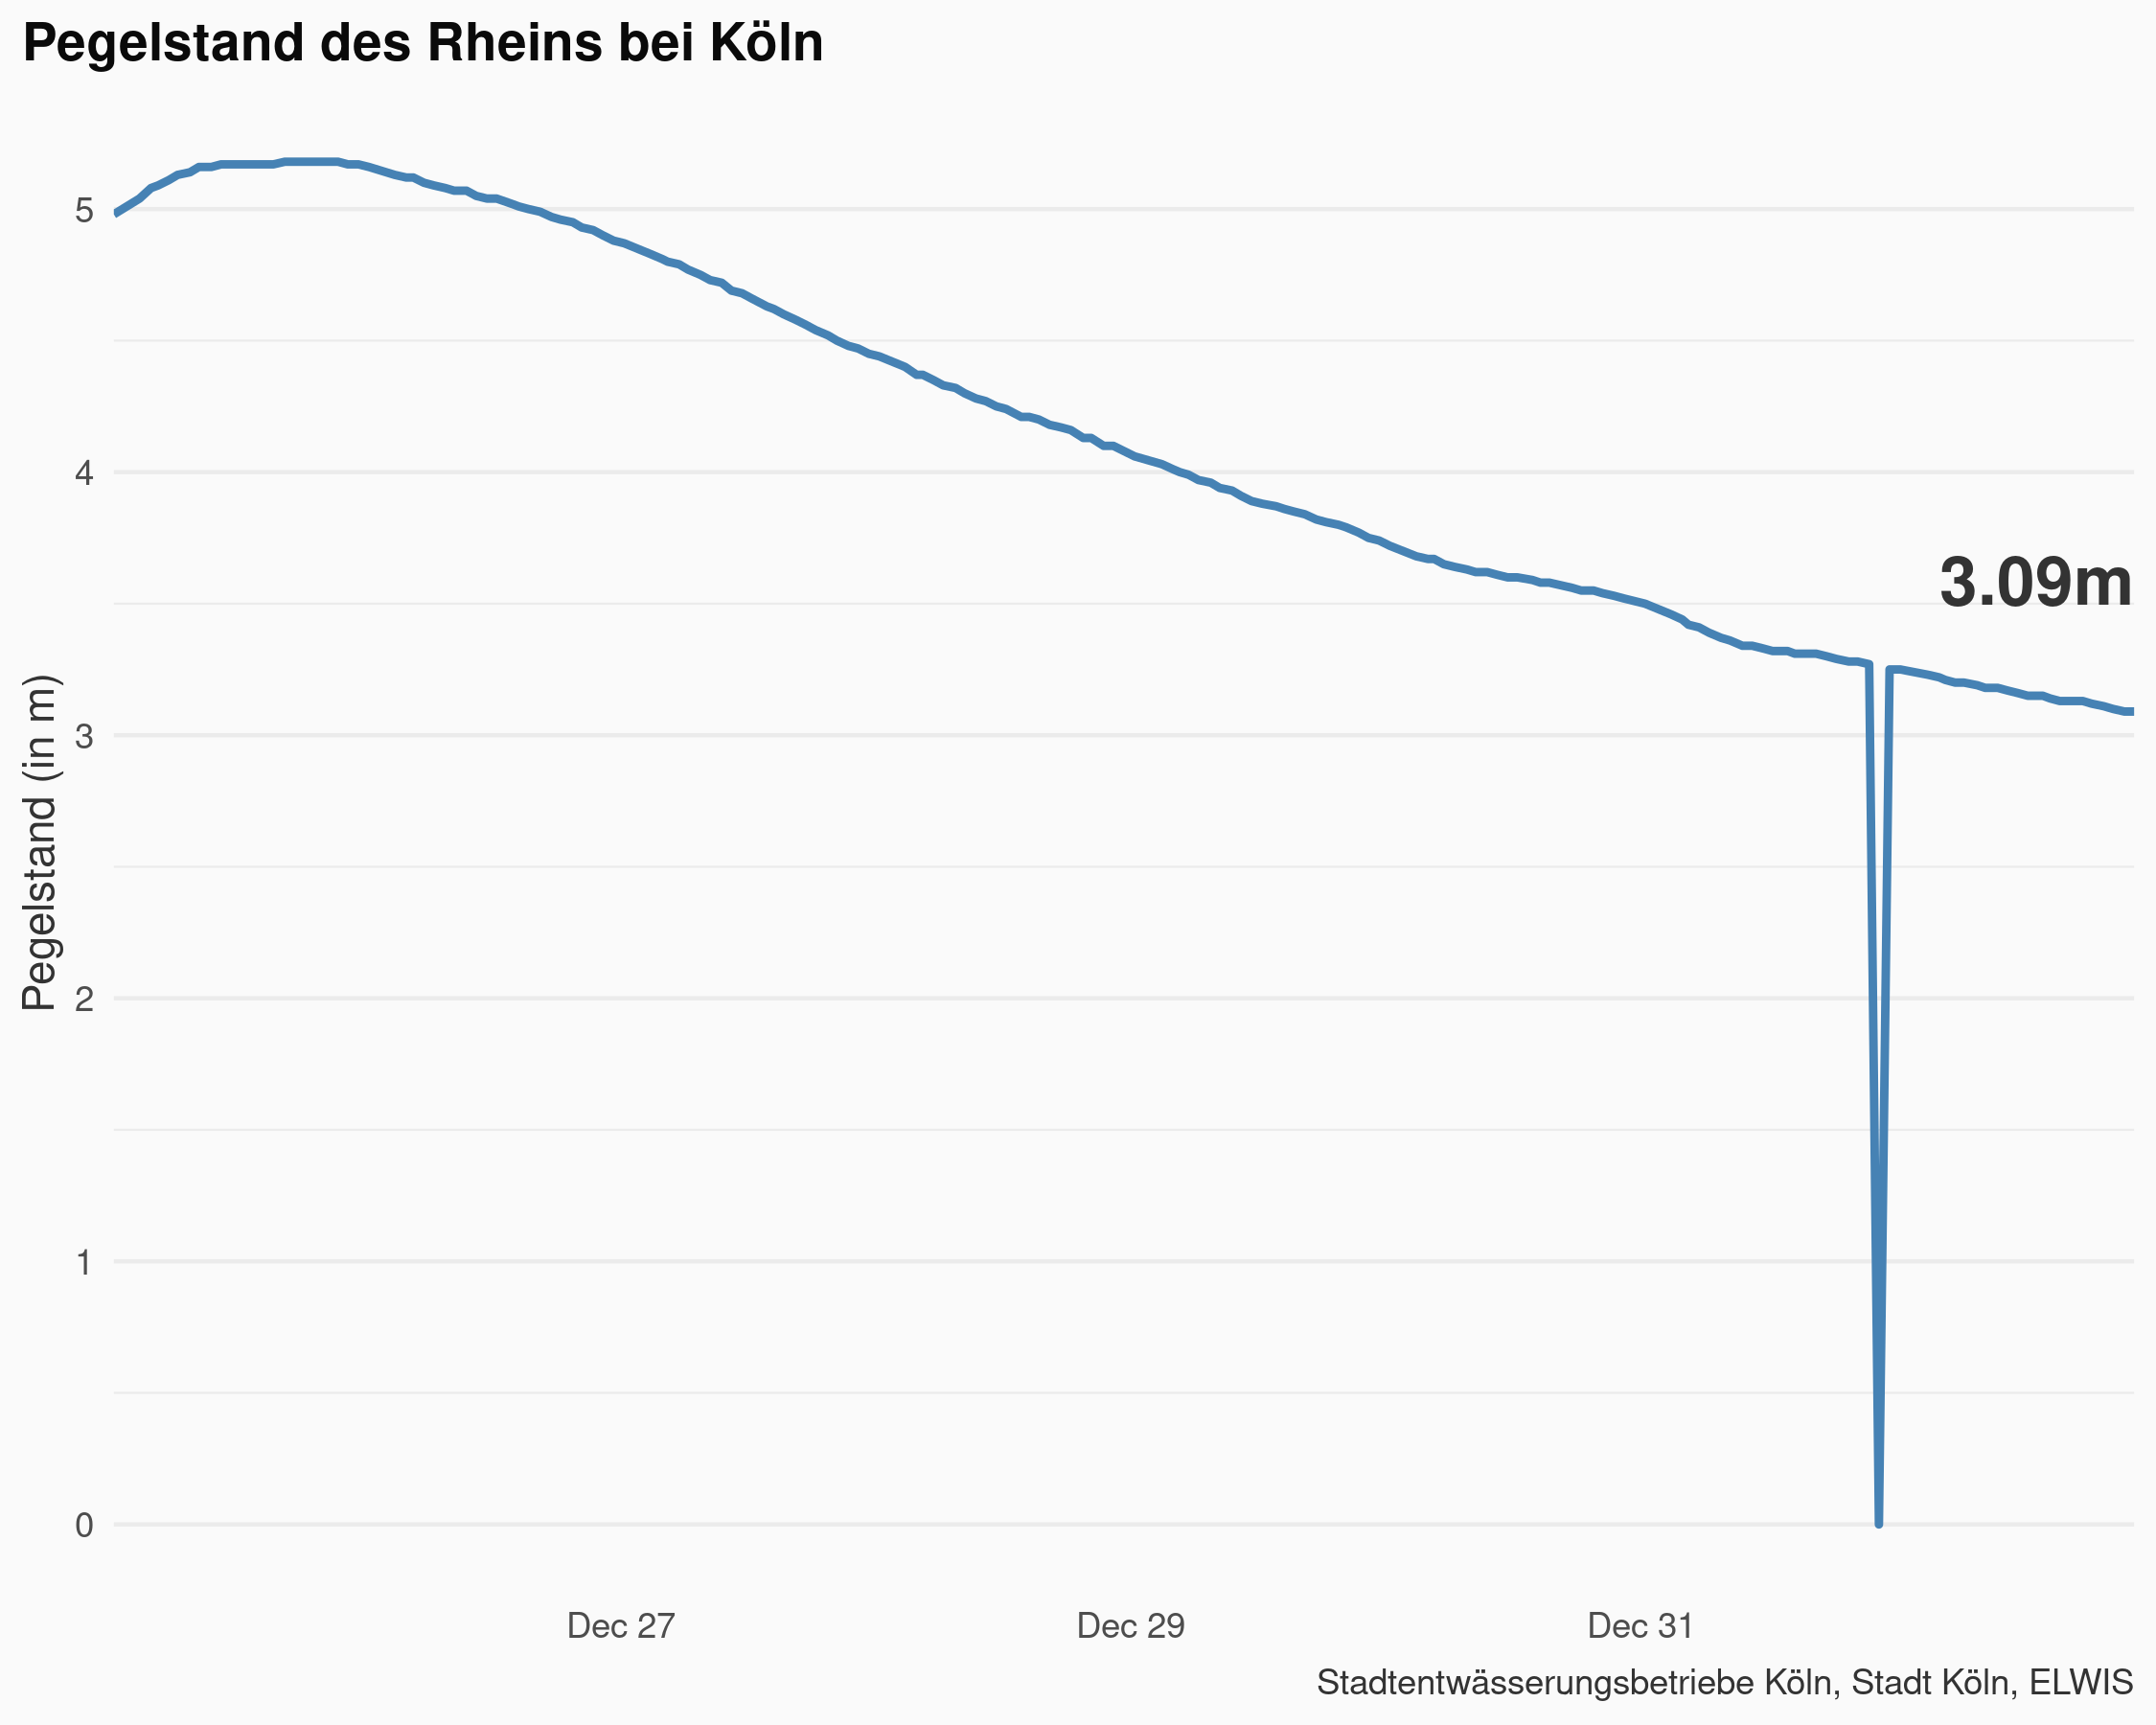 Pegelstand des Rheins bei Köln
Pegelstand (in m)
5
4
3
2
1
0
3.09m
Dec 27
Dec 29
Dec 31
Stadtentwässerungsbetriebe Köln, Stadt Köln, ELWIS